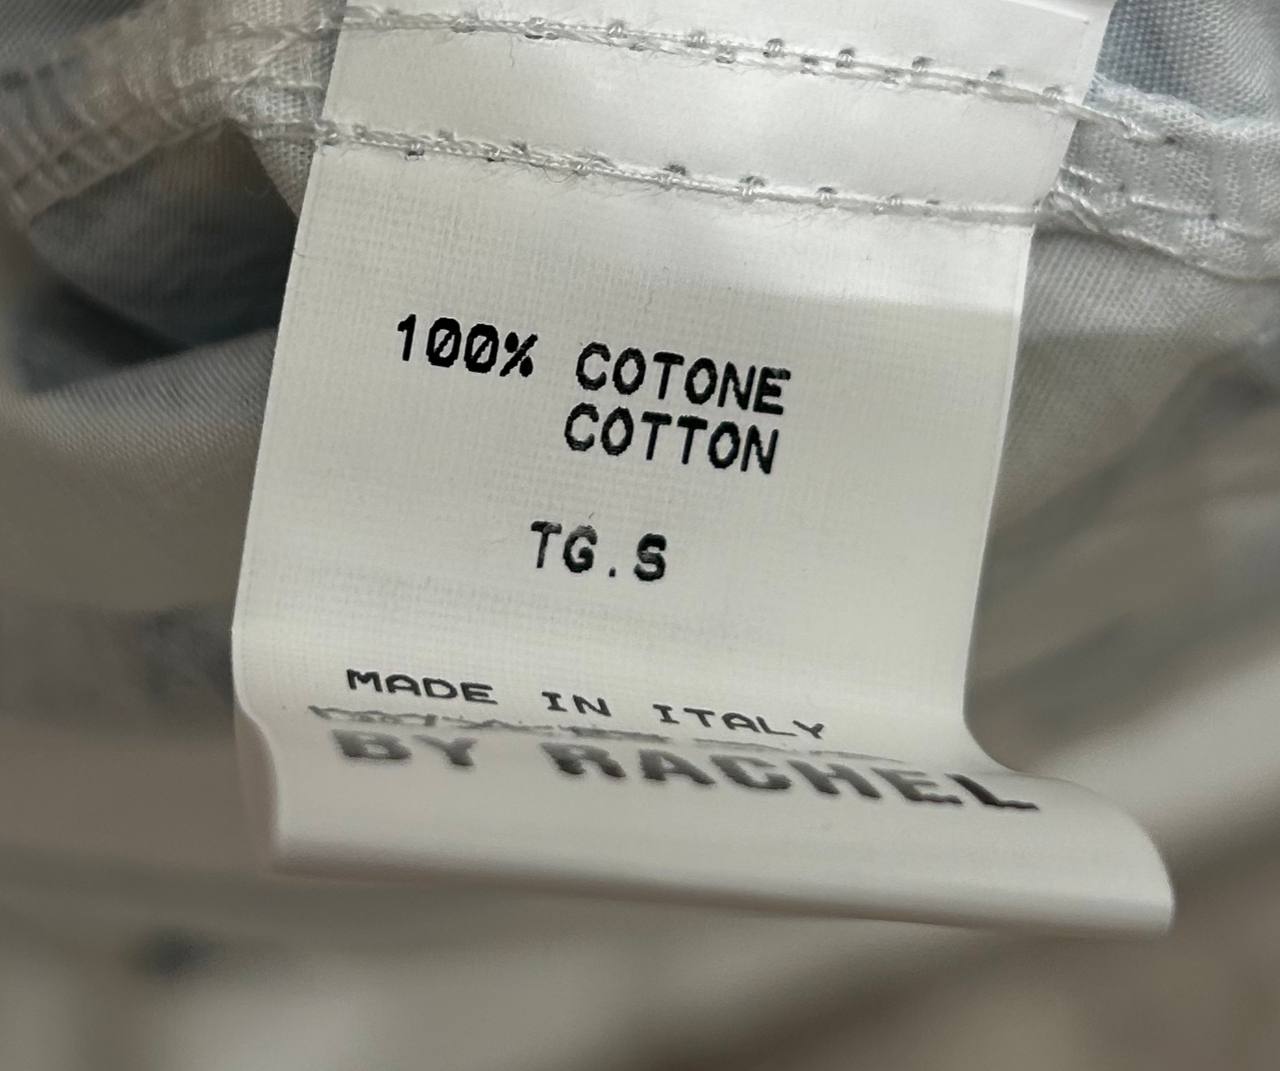 100% COTONE
COTTON
TG.S
MADE IN ITALY
BY RACHEL